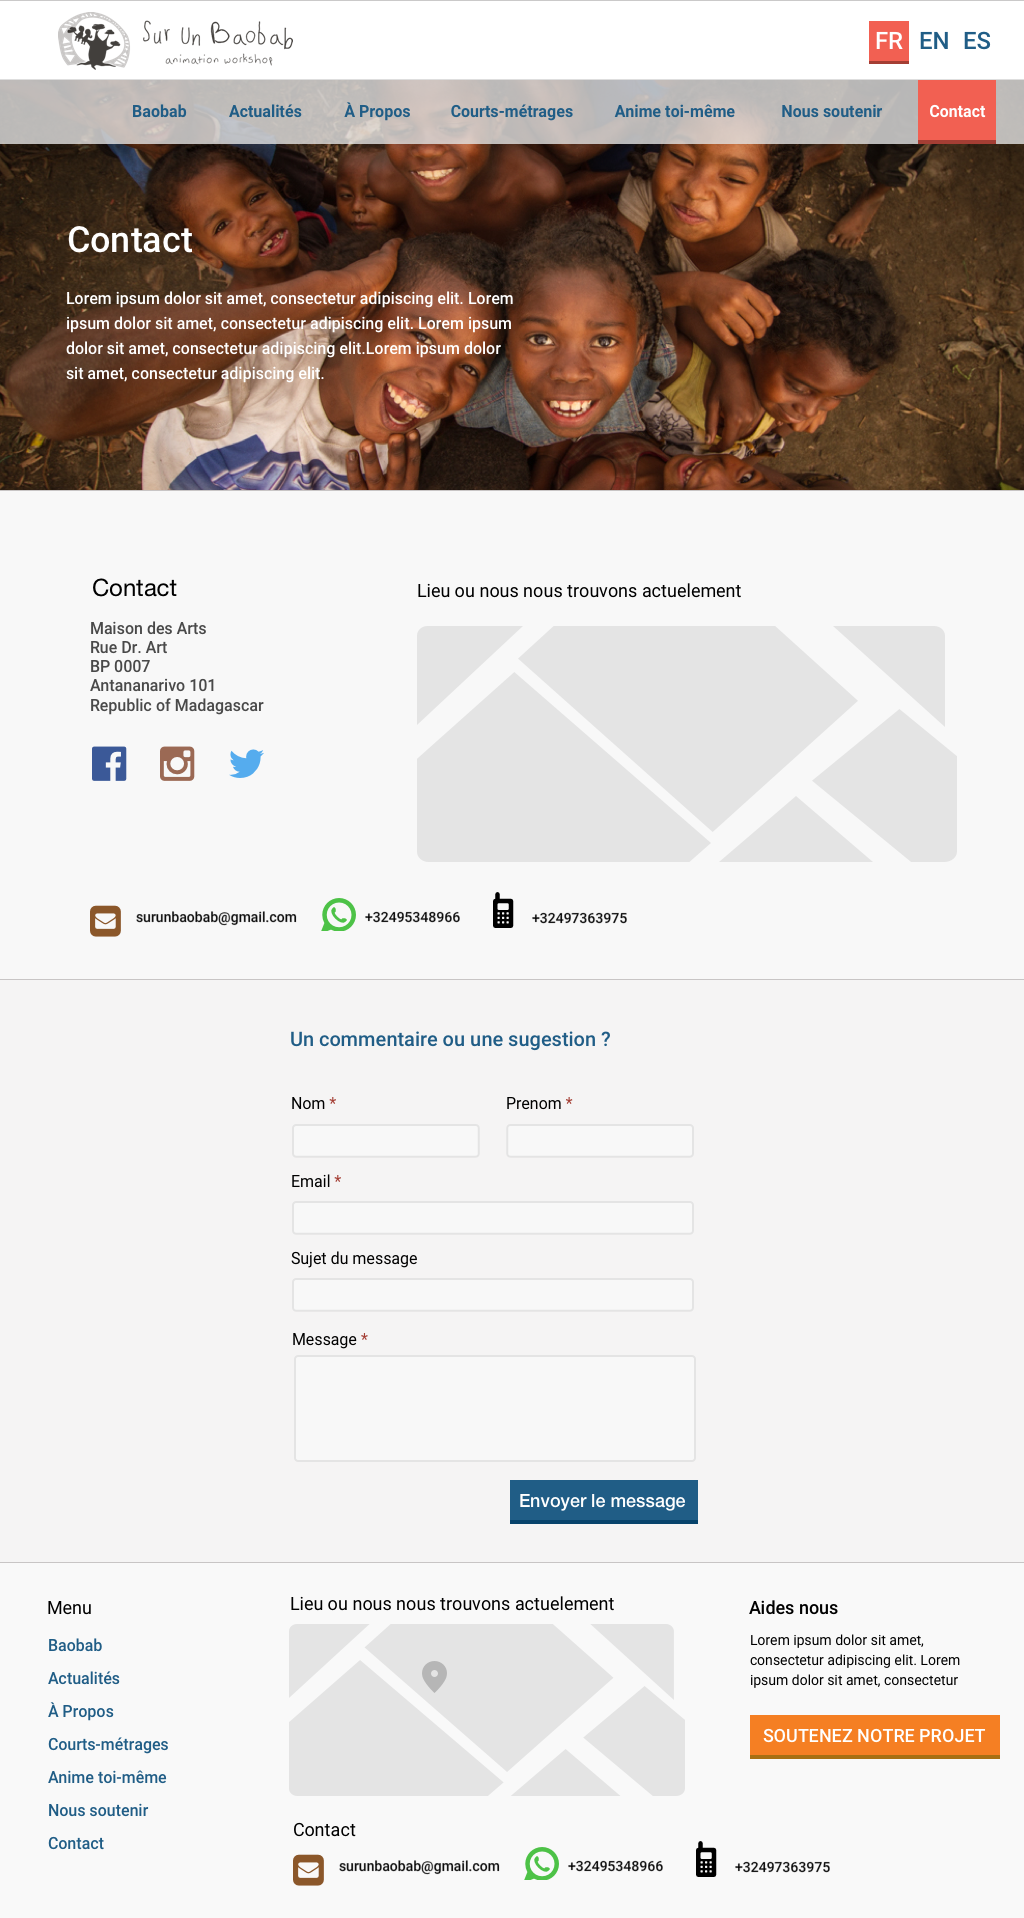 Sur Un Baobab
animation workshop
FR EN ES
Baobab Actualités À Propos Courts-métrages Anime toi-même Nous soutenir Contact
Contact
Lorem ipsum dolor sit amet, consectetur adipiscing elit. Lorem
ipsum dolor sit amet, consectetur adipiscing elit. Lorem ipsum
dolor sit amet, consectetur adipiscing elit.Lorem ipsum dolor
sit amet, consectetur adipiscing elit.
Contact
Maison des Arts
Rue Dr. Art
BP 0007
Antananarivo 101
Republic of Madagascar
Lieu ou nous nous trouvons actuelement
surunbaobab@gmail.com +32495348966 +32497363975
Un commentaire ou une sugestion ?
Nom * Prenom *
Email *
Sujet du message
Message *
Envoyer le message
Menu
Baobab
Actualités
À Propos
Courts-métrages
Anime toi-même
Nous soutenir
Contact
Lieu ou nous nous trouvons actuelement
Contact
surunbaobab@gmail.com +32495348966 +32497363975
Aides nous
Lorem ipsum dolor sit amet,
consectetur adipiscing elit. Lorem
ipsum dolor sit amet, consectetur
SOUTENEZ NOTRE PROJET